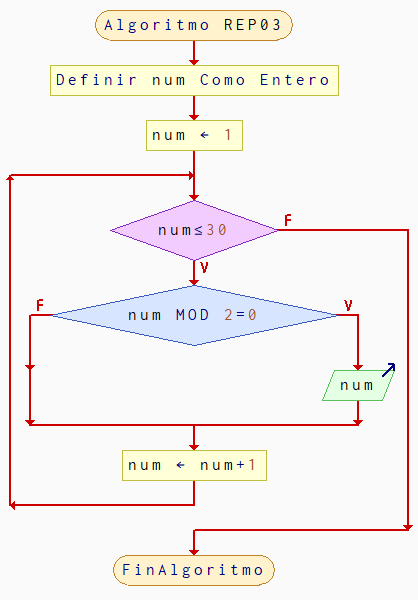 Algoritmo REP03
Definir num Como Entero
num ← 1
num≤30
F
V
F
num MOD 2=0
V
num
num ← num+1
FinAlgoritmo